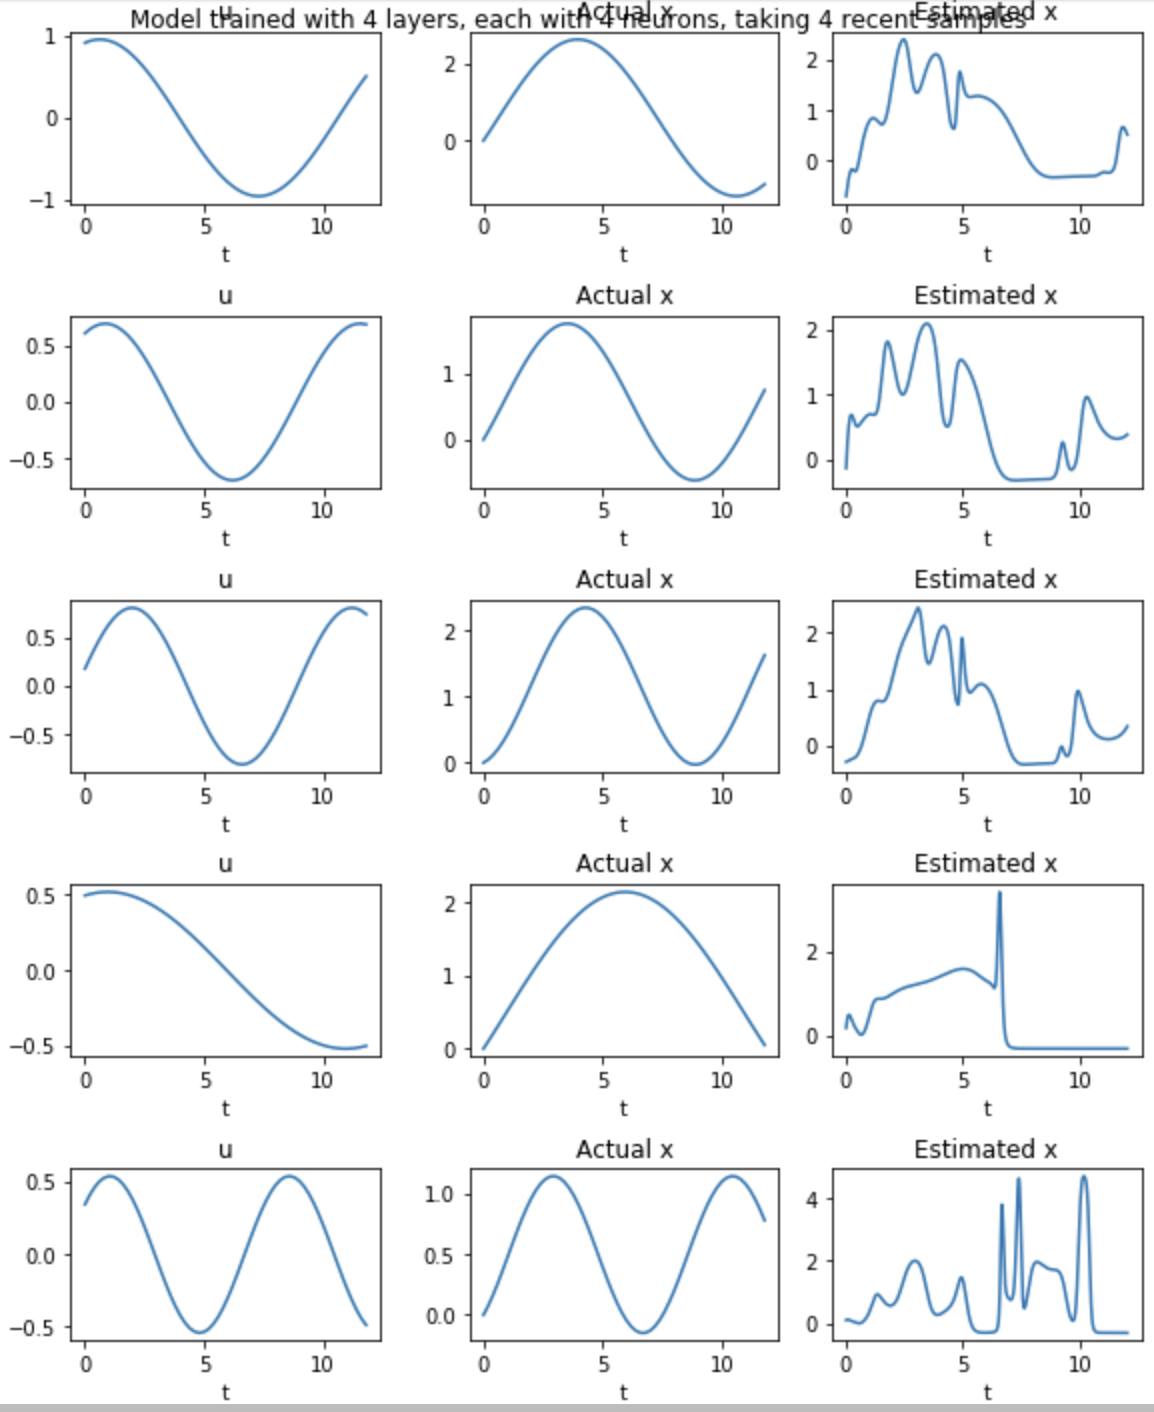 Model trained with 4 layers, each with 4 neurons, taking 4 recent samples
u Actual x Estimated x
1 2 2
0 1
−1 0 0
0 5 10 0 5 10 0 5 10
t t t
u Actual x Estimated x
0.5 1 2
0.0 1
−0.5 0 0
0 5 10 0 5 10 0 5 10
t t t
u Actual x Estimated x
0.5 2 2
0.0 1 1
−0.5 0 0
0 5 10 0 5 10 0 5 10
t t t
u Actual x Estimated x
0.5 2 2
0.0 1
−0.5 0 0
0 5 10 0 5 10 0 5 10
t t t
u Actual x Estimated x
0.5 1.0 4
0.0 0.5 2
−0.5 0.0 0
0 5 10 0 5 10 0 5 10
t t t